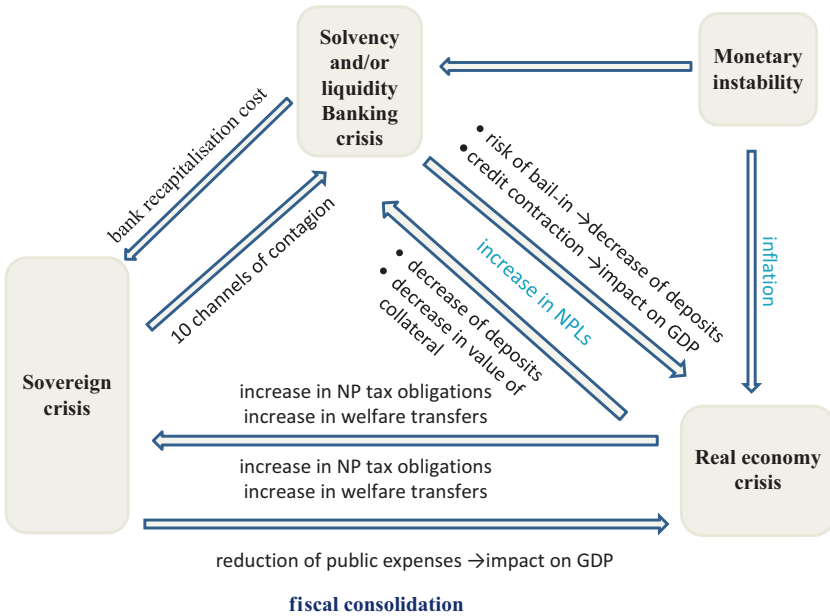 Solvency
and/or
liquidity
Banking
crisis
Monetary
instability
bank recapitalisation cost
10 channels of contagion
• risk of bail-in →decrease of deposits
• credit contraction →impact on GDP
increase in NPLs
• decrease of deposits
• decrease in value of
collateral
inflation
Sovereign
crisis
increase in NP tax obligations
increase in welfare transfers
increase in NP tax obligations
increase in welfare transfers
Real economy
crisis
reduction of public expenses →impact on GDP
fiscal consolidation